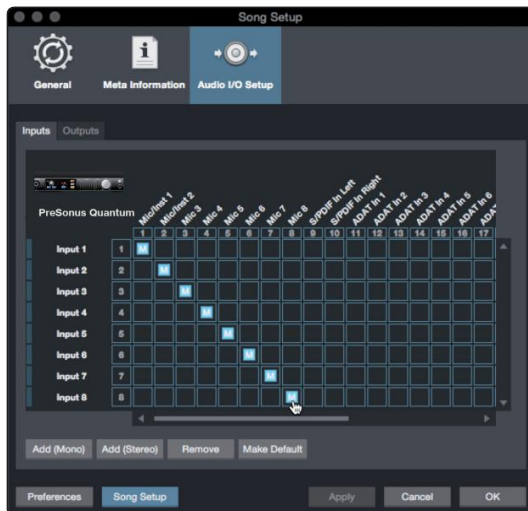 Song Setup
General
Meta Information
Audio I/O Setup
Inputs
Outputs
PreSonus Quantum
Mic/Inst 1
Mic/Inst 2
Mic 3
Mic 4
Mic 5
Mic 6
Mic 7
Mic 8
S/PDIF In Left
S/PDIF In Right
ADAT In 1
ADAT In 2
ADAT In 3
ADAT In 4
ADAT In 5
ADAT In 6
ADAT
1 2 3 4 5 6 7 8 9 10 11 12 13 14 15 16 17
Input 1 1 M
Input 2 2 M
Input 3 3 M
Input 4 4 M
Input 5 5 M
Input 6 6 M
Input 7 7 M
Input 8 8 M
Add (Mono) Add (Stereo) Remove Make Default
Preferences Song Setup Apply Cancel OK